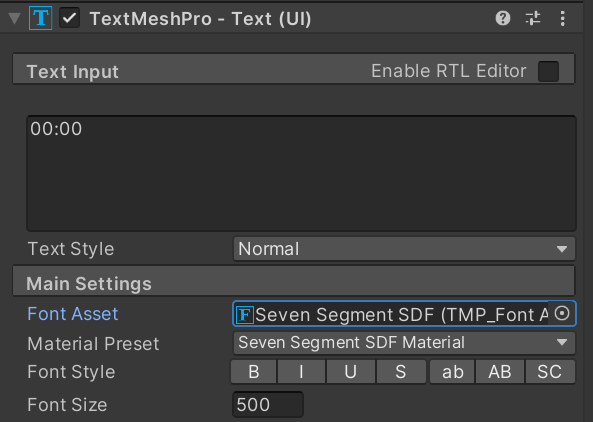 TextMeshPro - Text (UI)
Text Input Enable RTL Editor
00:00
Text Style Normal
Main Settings
Font Asset F Seven Segment SDF (TMP_Font A
Material Preset Seven Segment SDF Material
Font Style B I U S ab AB SC
Font Size 500